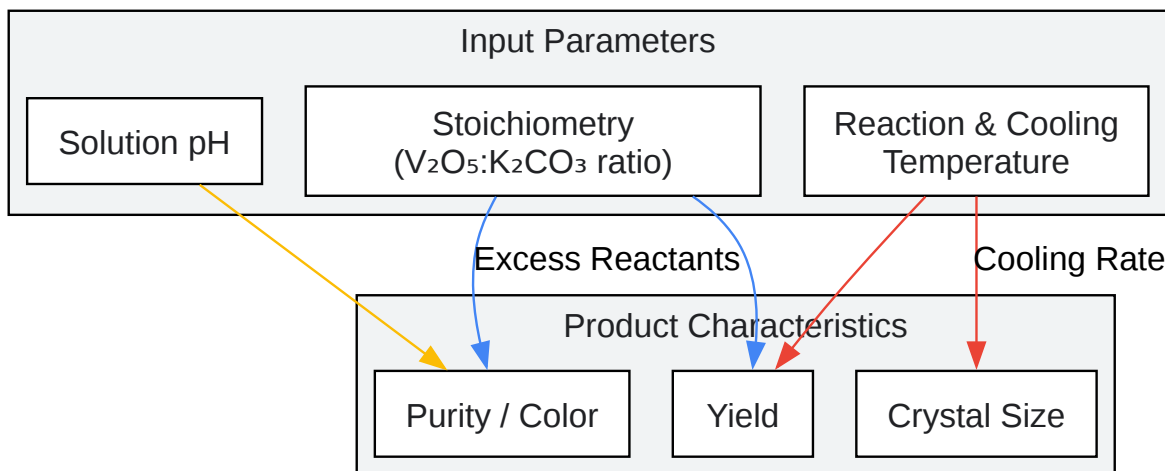 Input Parameters
Solution pH
Stoichiometry
(V₂O₅:K₂CO₃ ratio)
Reaction & Cooling
Temperature
Excess Reactants
Cooling Rate
Product Characteristics
Purity / Color
Yield
Crystal Size